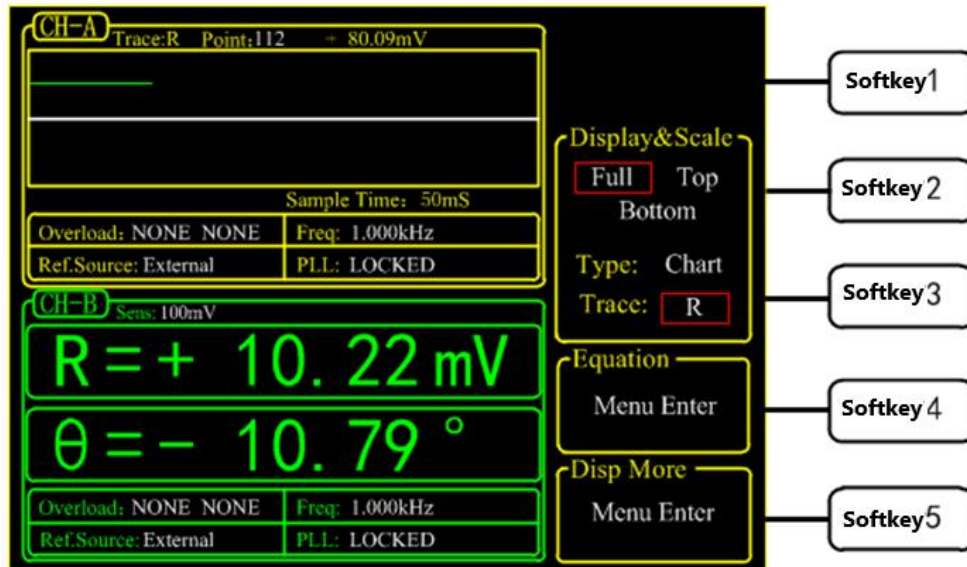 CH-A Trace:R Point:112 + 80.09mV
Sample Time: 50mS
Overload: NONE NONE Freq: 1.000kHz
Ref.Source: External PLL: LOCKED
CH-B Sens: 100mV
R=+ 10.22 mV
θ=- 10.79 °
Overload: NONE NONE Freq: 1.000kHz
Ref.Source: External PLL: LOCKED
Display&Scale
Full Top
Bottom
Type: Chart
Trace: R
Equation
Menu Enter
Disp More
Menu Enter
Softkey1
Softkey2
Softkey3
Softkey4
Softkey5